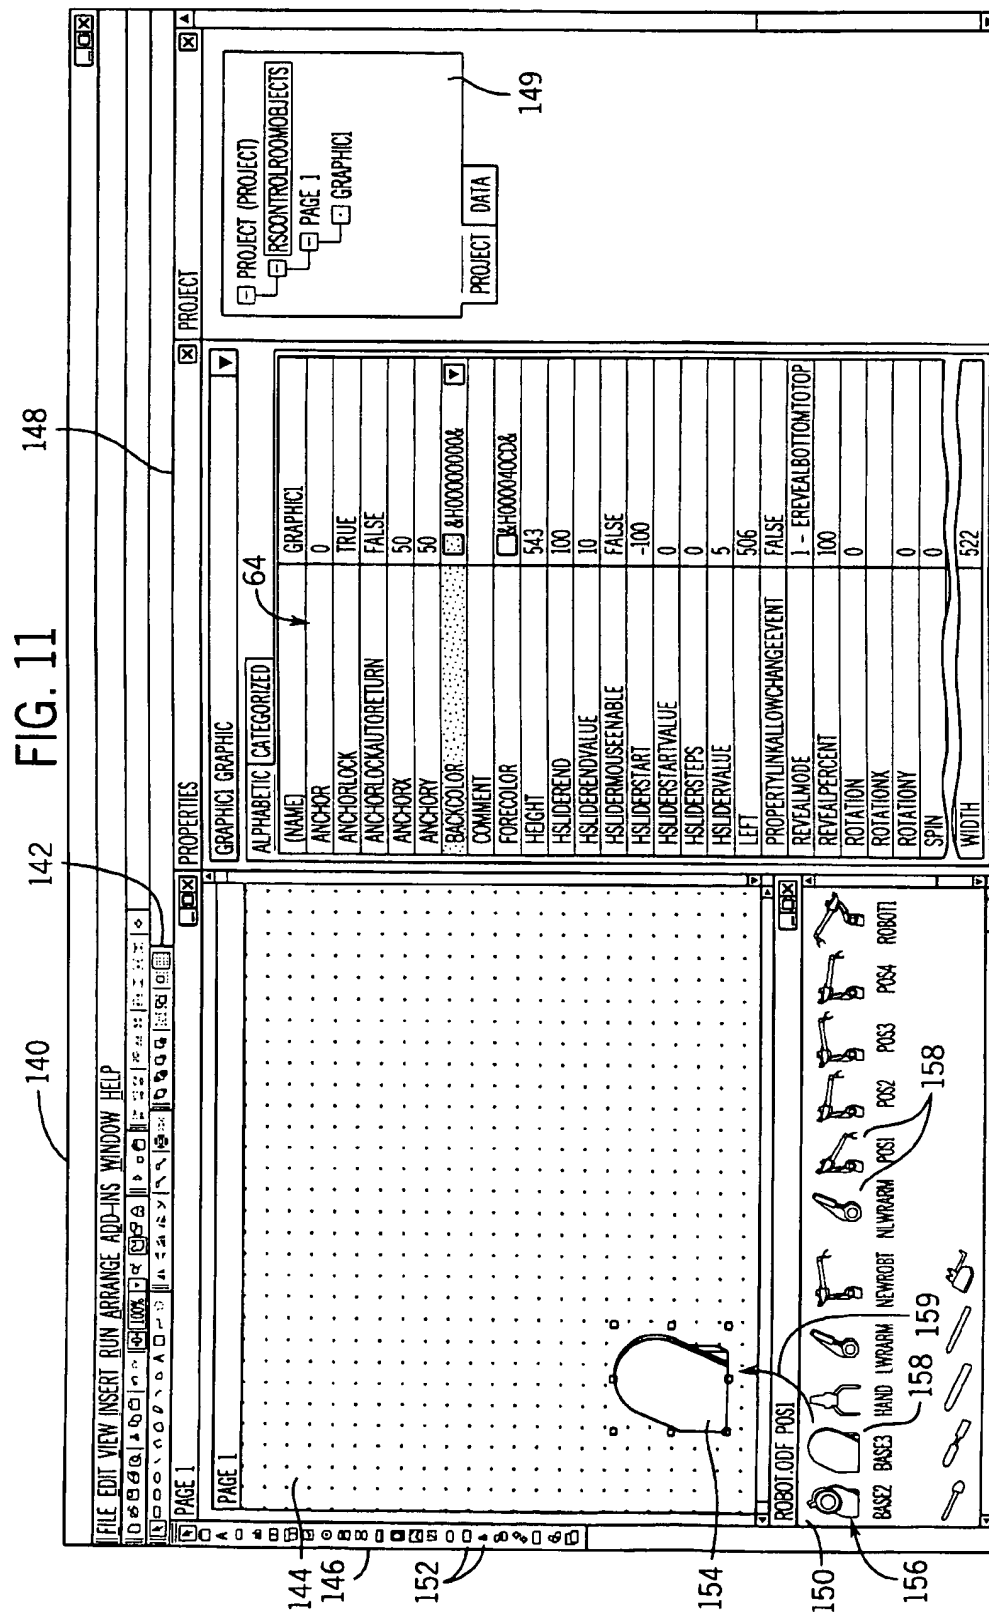 FIG. 11
140
142
148
FILE EDIT VIEW INSERT RUN ARRANGE ADD-INS WINDOW HELP
100%
A
PAGE 1
PROPERTIES
PROJECT
A
PAGE 1
GRAPHIC1 GRAPHIC
ALPHABETIC CATEGORIZED
64
(NAME) GRAPHIC1
ANCHOR 0
ANCHORLOCK TRUE
ANCHORLOCKAUTORETURN FALSE
ANCHORX 50
ANCHORY 50
BACKCOLOR &H00000000&
COMMENT
FORECOLOR &H000040CD&
HEIGHT 543
HSLIDEREND 100
HSLIDERENDVALUE 10
HSLIDERMOUSEENABLE FALSE
HSLIDERSTART -100
HSLIDERSTARTVALUE 0
HSLIDERSTEPS 0
HSLIDERVALUE 5
LEFT 506
PROPERTYLINKALLOWCHANGEEVENT FALSE
REVEALMODE 1 - EREVEALBOTTOMTOTOP
REVEALPERCENT 100
ROTATION 0
ROTATIONX
ROTATIONY 0
SPIN 0
WIDTH 522
PROJECT (PROJECT)
RSCONTROLROOMOBJECTS
PAGE 1
GRAPHIC1
PROJECT DATA
149
144
146
152
154
159
ROBOT.ODF POS1
BASE2 BASE3 HAND LWRARM NEWROBT NLWRARM POS1 POS2 POS3 POS4 ROBOT1
150
156
158
158